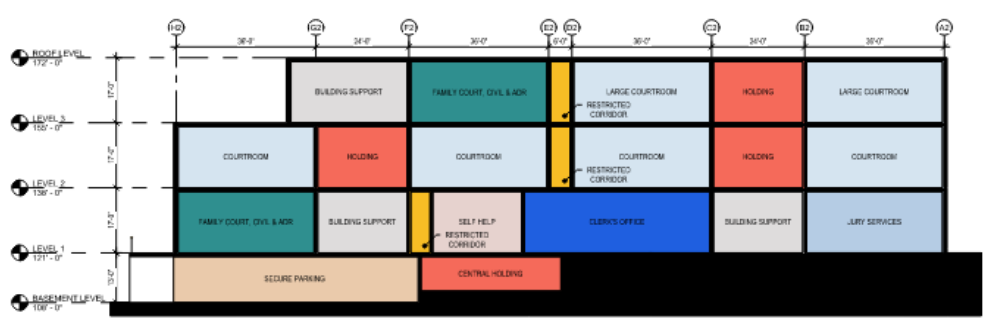 H2 G2 F2 E2 D2 C2 B2 A2
36'-0" 24'-0" 36'-0" 6'-0" 36'-0" 24'-0" 36'-0"
ROOF LEVEL
172' - 0"
17'-0"
BUILDING SUPPORT
FAMILY COURT, CIVIL & ADR
LARGE COURTROOM
HOLDING
LARGE COURTROOM
RESTRICTED
CORRIDOR
LEVEL 3
155' - 0"
17'-0"
COURTROOM
HOLDING
COURTROOM
COURTROOM
HOLDING
COURTROOM
RESTRICTED
CORRIDOR
LEVEL 2
138' - 0"
17'-0"
FAMILY COURT, CIVIL & ADR
BUILDING SUPPORT
SELF HELP
CLERK'S OFFICE
BUILDING SUPPORT
JURY SERVICES
RESTRICTED
CORRIDOR
LEVEL 1
121' - 0"
SECURE PARKING
CENTRAL HOLDING
BASEMENT LEVEL